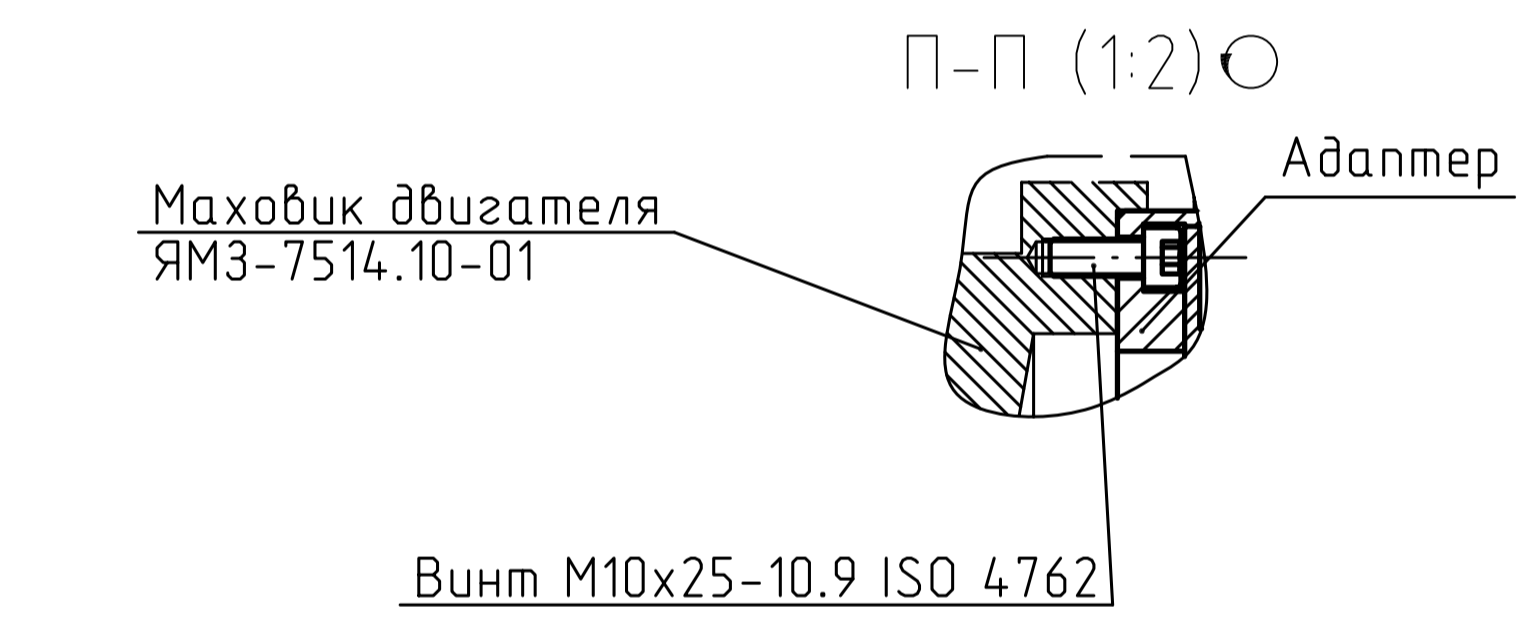 П-П (1:2)
Адаптер
Маховик двигателя
ЯМЗ-7514.10-01
Винт М10х25-10.9 ISO 4762